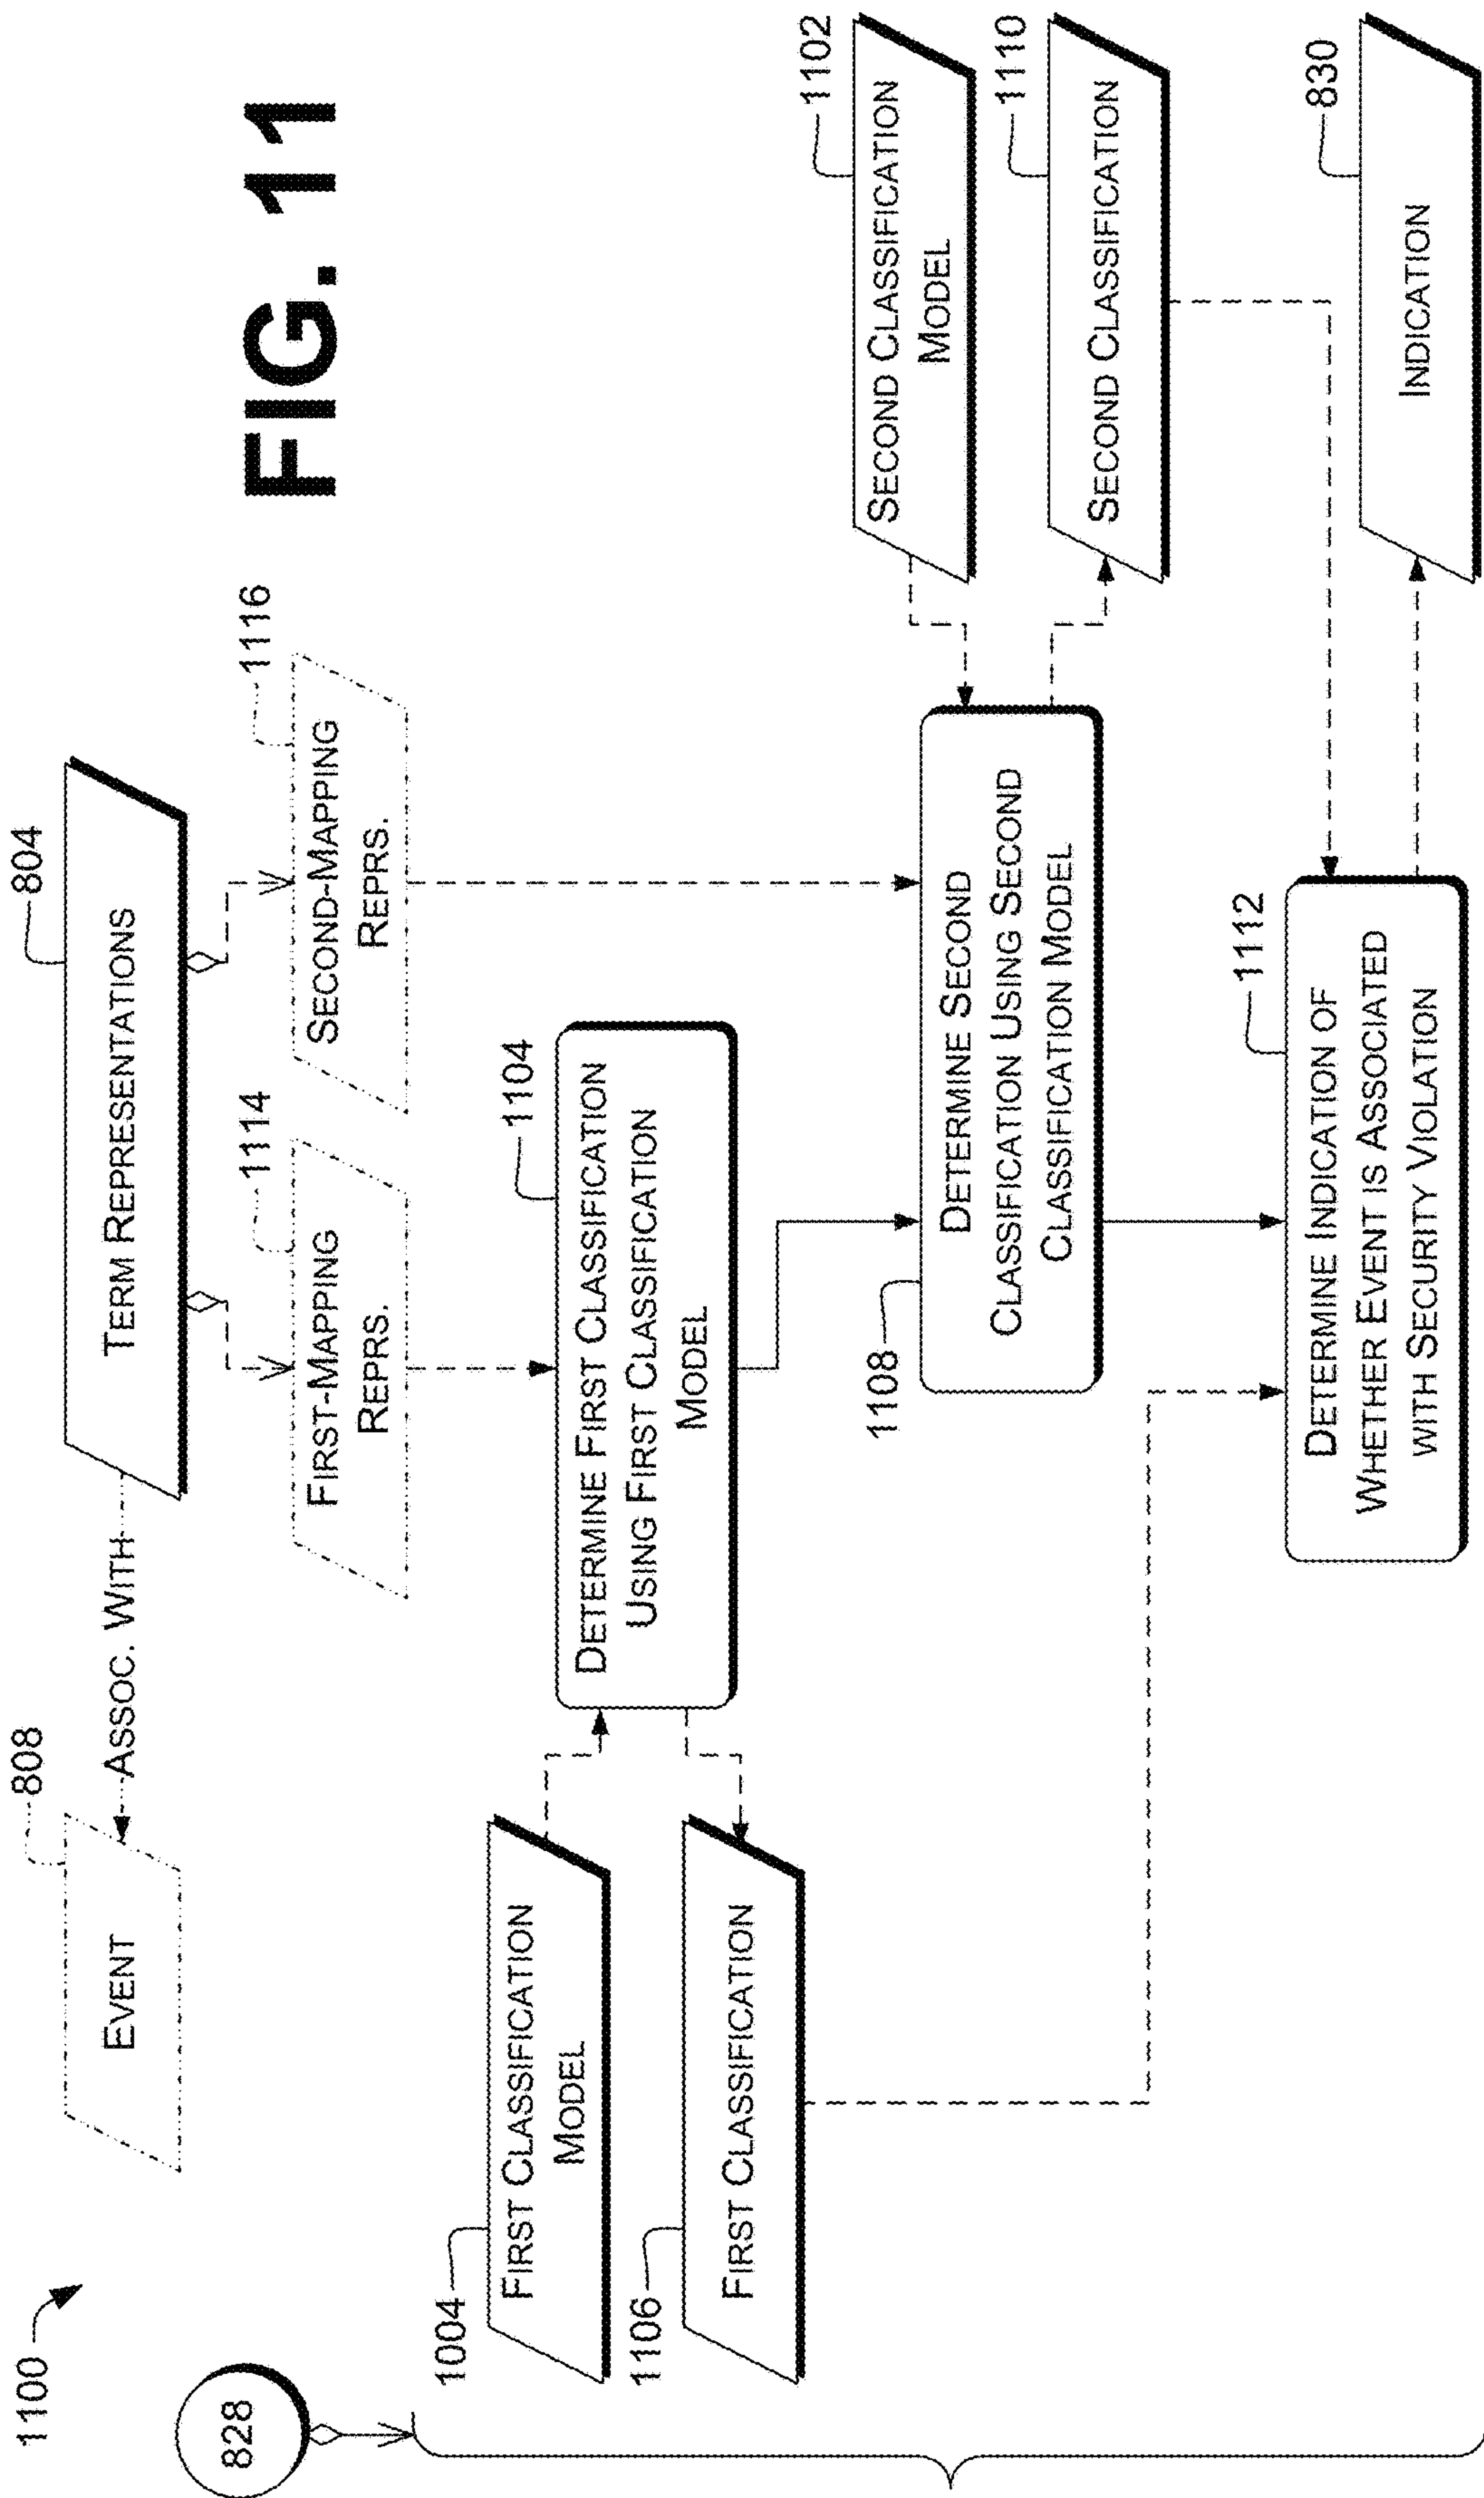 1100
FIG. 11
828
808
EVENT
ASSOC. WITH
804
TERM REPRESENTATIONS
1114
FIRST-MAPPING
REPRS.
1116
SECOND-MAPPING
REPRS.
1004
FIRST CLASSIFICATION
MODEL
1104
DETERMINE FIRST CLASSIFICATION
USING FIRST CLASSIFICATION
MODEL
1106
FIRST CLASSIFICATION
1102
SECOND CLASSIFICATION
MODEL
1108
DETERMINE SECOND
CLASSIFICATION USING SECOND
CLASSIFICATION MODEL
1110
SECOND CLASSIFICATION
1112
DETERMINE INDICATION OF
WHETHER EVENT IS ASSOCIATED
WITH SECURITY VIOLATION
830
INDICATION